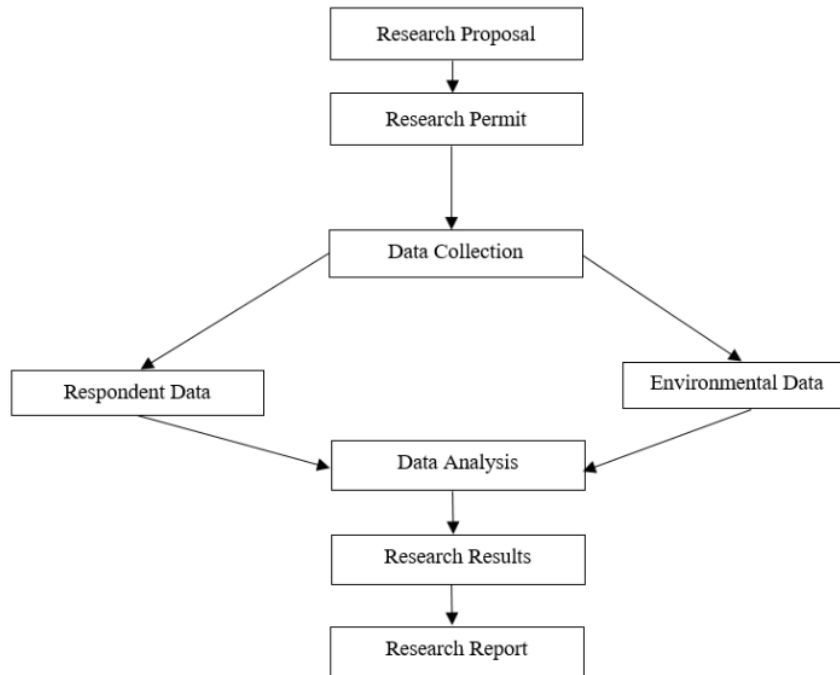 Research Proposal
Research Permit
Data Collection
Respondent Data
Environmental Data
Data Analysis
Research Results
Research Report